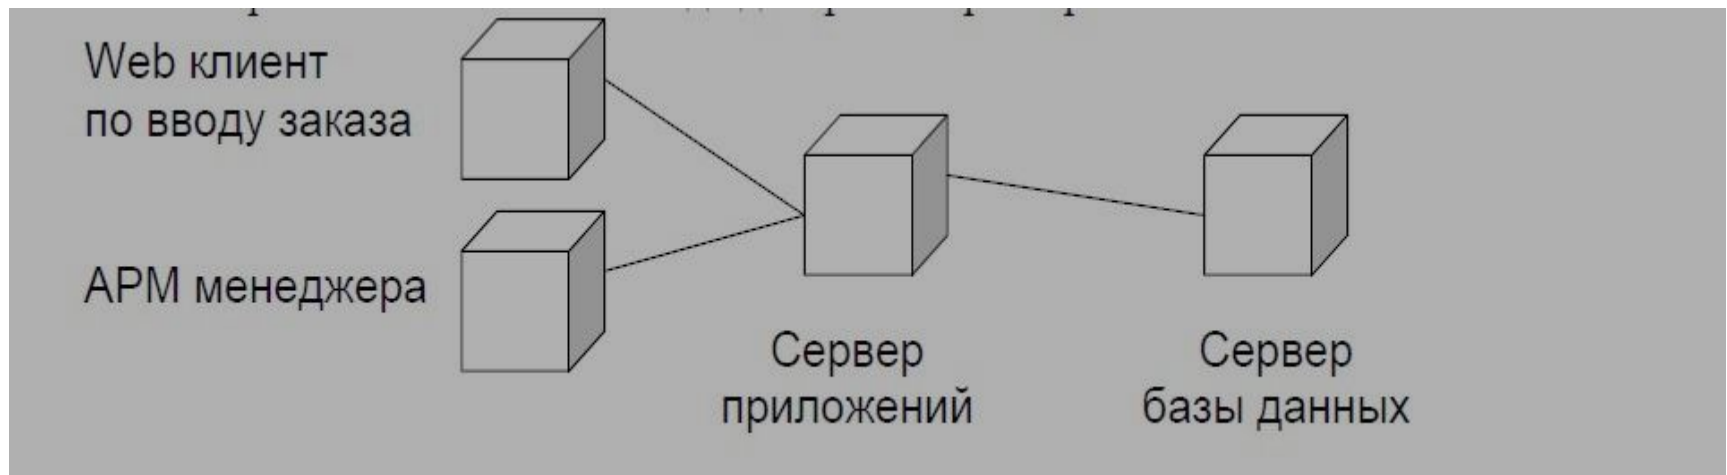 Web клиент
по вводу заказа
АРМ менеджера
Сервер
приложений
Сервер
базы данных